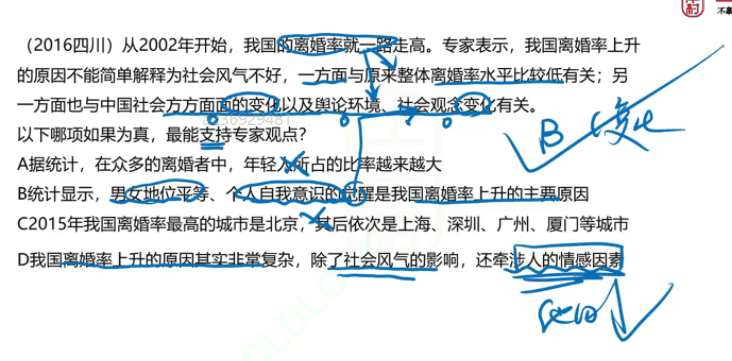 （2016四川）从2002年开始，我国的离婚率就一路走高。专家表示，我国离婚率上升
的原因不能简单解释为社会风气不好，一方面与原来整体离婚率水平比较低有关；另
一方面也与中国社会方方面面的变化以及舆论环境、社会观念变化有关。
2236929481
以下哪项如果为真，最能支持专家观点？
B 变化
A据统计，在众多的离婚者中，年轻人所占的比率越来越大
B统计显示，男女地位平等、个人自我意识的觉醒是我国离婚率上升的主要原因
C2015年我国离婚率最高的城市是北京，其后依次是上海、深圳、广州、厦门等城市
D我国离婚率上升的原因其实非常复杂，除了社会风气的影响，还牵涉人的情感因素
他因